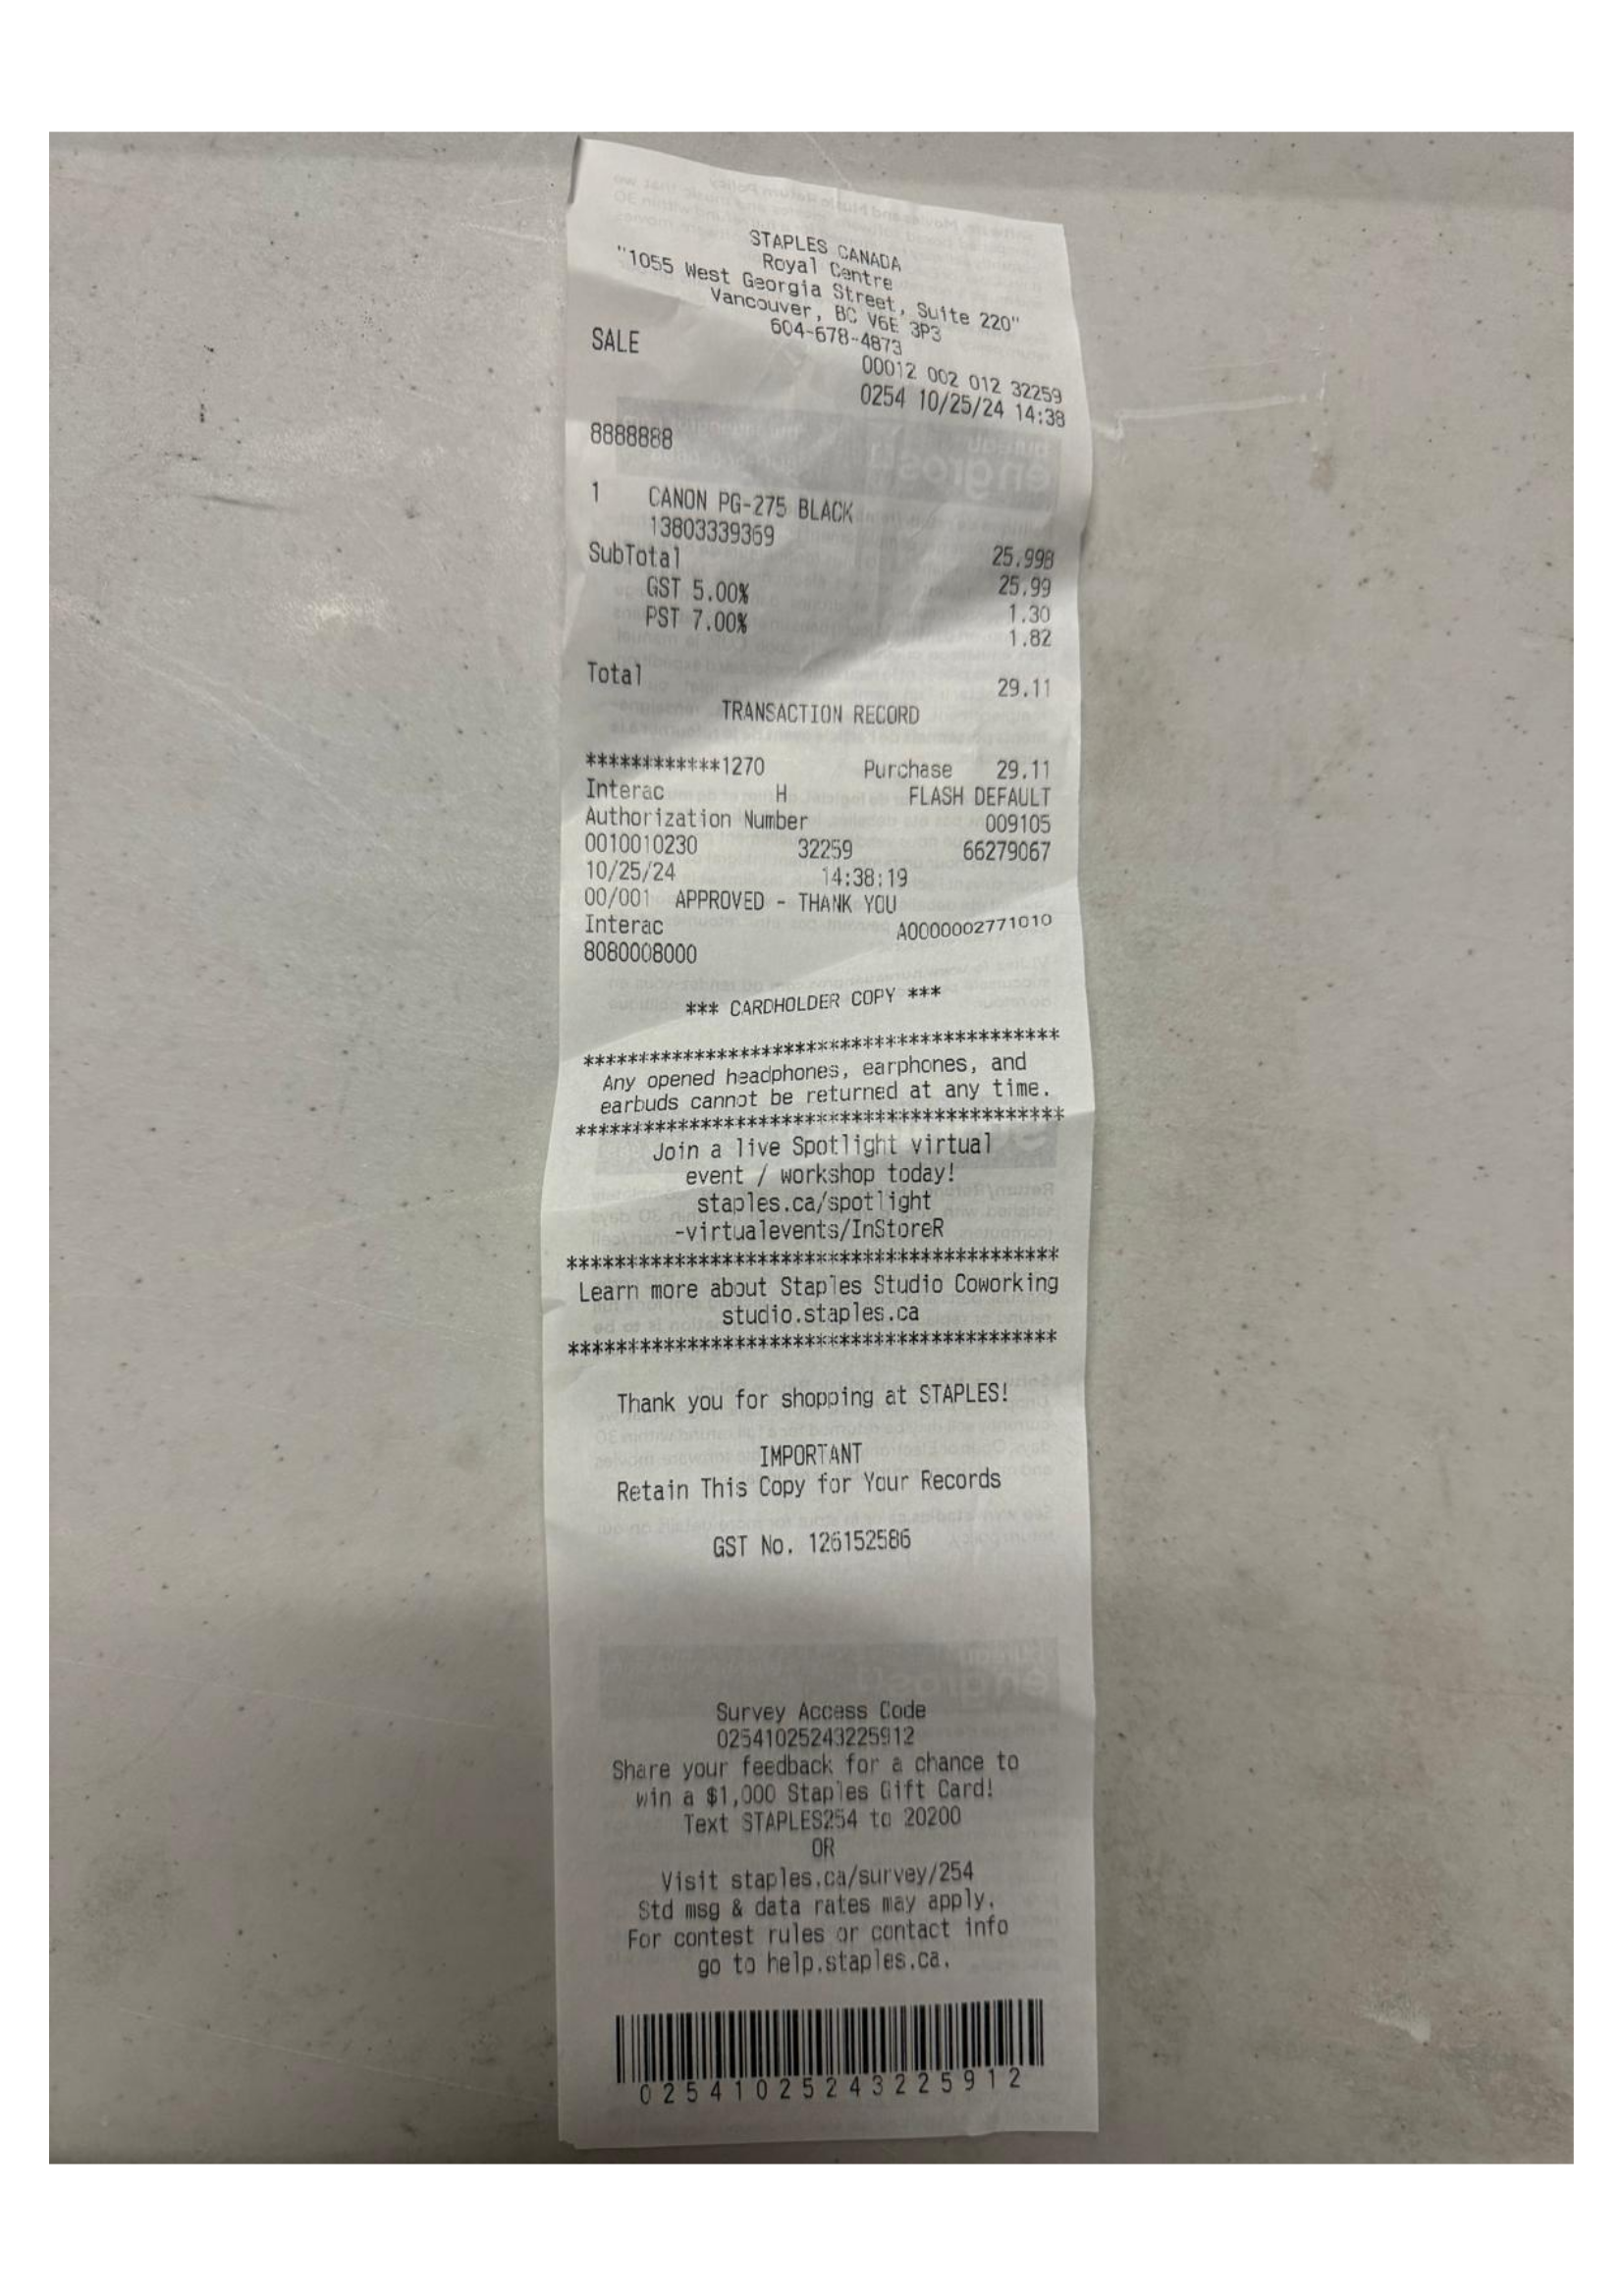 STAPLES CANADA
Royal Centre
"1055 West Georgia Street, Suite 220"
Vancouver, BC V6E 3P3
604-678-4873
SALE 00012 002 012 32259
0254 10/25/24 14:38
8888888
1 CANON PG-275 BLACK
13803339369 25.99B
SubTotal 25.99
GST 5.00% 1.30
PST 7.00% 1.82
Total 29.11
TRANSACTION RECORD
************1270 Purchase 29.11
Interac H FLASH DEFAULT
Authorization Number 009105
0010010230 32259 66279067
10/25/24 14:38:19
00/001 APPROVED - THANK YOU
Interac A0000002771010
8080008000
*** CARDHOLDER COPY ***
******************************************
Any opened headphones, earphones, and
earbuds cannot be returned at any time.
******************************************
Join a live Spotlight virtual
event / workshop today!
staples.ca/spotlight
-virtualevents/InStoreR
******************************************
Learn more about Staples Studio Coworking
studio.staples.ca
******************************************
Thank you for shopping at STAPLES!
IMPORTANT
Retain This Copy for Your Records
GST No. 126152586
Survey Access Code
02541025243225912
Share your feedback for a chance to
win a $1,000 Staples Gift Card!
Text STAPLES254 to 20200
OR
Visit staples.ca/survey/254
Std msg & data rates may apply.
For contest rules or contact info
go to help.staples.ca.
02541025243225912